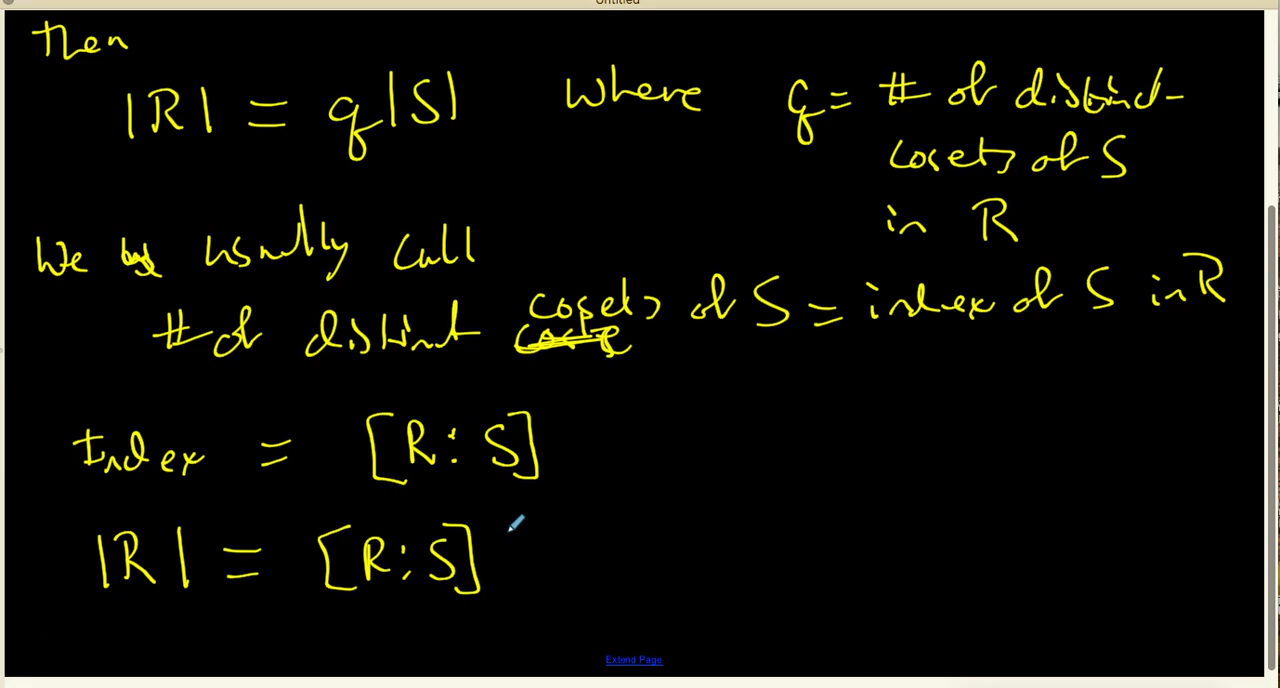 Untitled
Then
|R| = q|S| where q = # of distinct
cosets of S
in R
We usually call
# of distinct cosets of S = index of S in R
Index = [R:S]
|R| = [R:S]
Extend Page